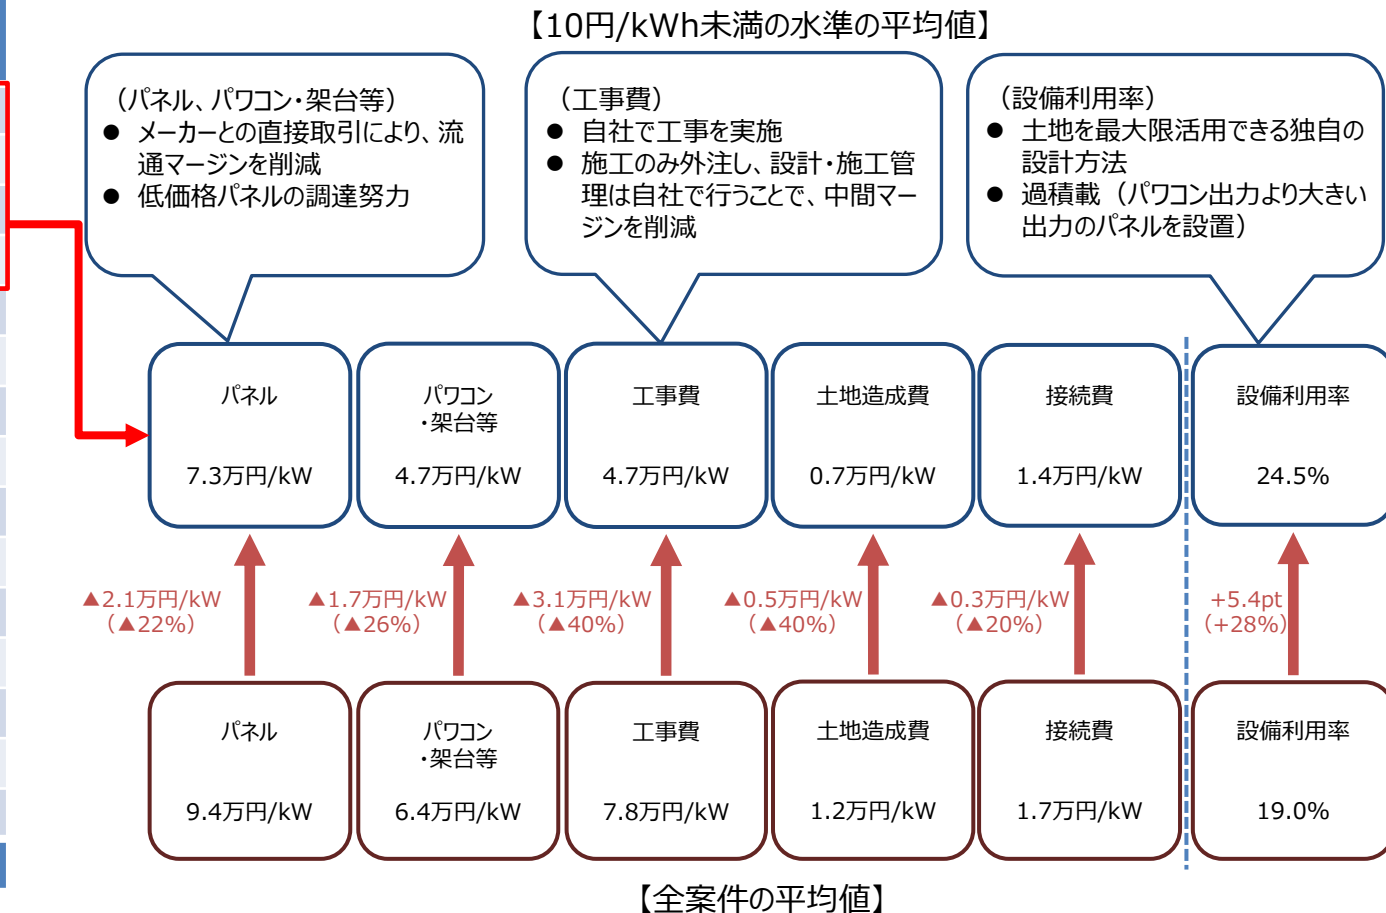 【10円/kWh未満の水準の平均値】
（パネル、パワコン・架台等）
● メーカーとの直接取引により、流
通マージンを削減
● 低価格パネルの調達努力
（工事費）
● 自社で工事を実施
● 施工のみ外注し、設計・施工管
理は自社で行うことで、中間マー
ジンを削減
（設備利用率）
● 土地を最大限活用できる独自の
設計方法
● 過積載（パワコン出力より大きい
出力のパネルを設置）
パネル
7.3万円/kW
パワコン
・架台等
4.7万円/kW
工事費
4.7万円/kW
土地造成費
0.7万円/kW
接続費
1.4万円/kW
設備利用率
24.5%
▲2.1万円/kW
（▲22%）
▲1.7万円/kW
（▲26%）
▲3.1万円/kW
（▲40%）
▲0.5万円/kW
（▲40%）
▲0.3万円/kW
（▲20%）
+5.4pt
(+28%)
パネル
9.4万円/kW
パワコン
・架台等
6.4万円/kW
工事費
7.8万円/kW
土地造成費
1.2万円/kW
接続費
1.7万円/kW
設備利用率
19.0%
【全案件の平均値】